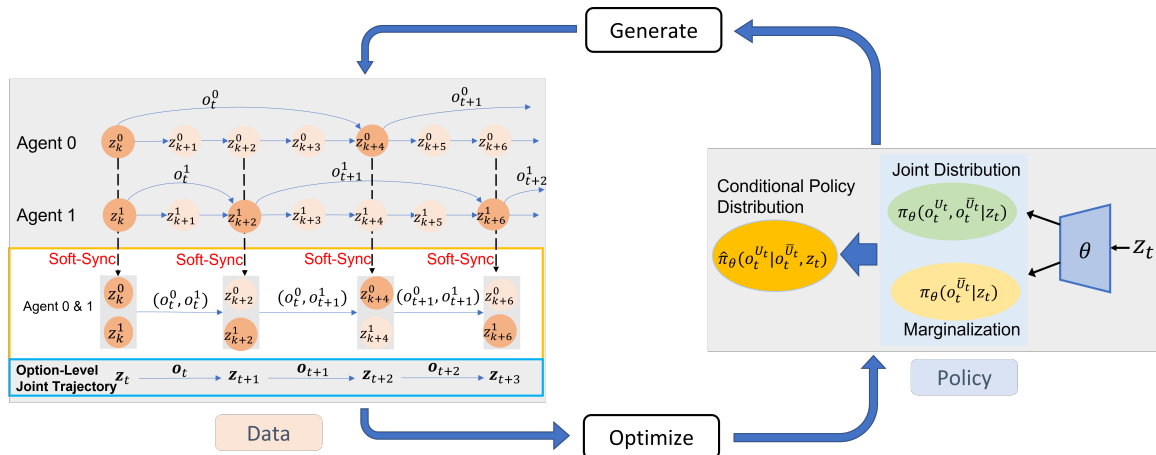 Generate
o_t^0
o_{t+1}^0
Agent 0
z_k^0 z_{k+1}^0 z_{k+2}^0 z_{k+3}^0 z_{k+4}^0 z_{k+5}^0 z_{k+6}^0
o_t^1
o_{t+1}^1
o_{t+2}^1
Agent 1
z_k^1 z_{k+1}^1 z_{k+2}^1 z_{k+3}^1 z_{k+4}^1 z_{k+5}^1 z_{k+6}^1
Soft-Sync Soft-Sync Soft-Sync Soft-Sync
Agent 0 & 1
z_k^0 (o_t^0, o_t^1) z_{k+2}^0 (o_t^0, o_{t+1}^1) z_{k+4}^0 (o_{t+1}^0, o_{t+1}^1) z_{k+6}^0
z_k^1 z_{k+2}^1 z_{k+4}^1 z_{k+6}^1
Option-Level
Joint Trajectory
z_t o_t z_{t+1} o_{t+1} z_{t+2} o_{t+2} z_{t+3}
Data
Optimize
Conditional Policy
Distribution
π̂_θ(o_t^{U_t}|o_t^{Ū_t}, z_t)
Joint Distribution
π_θ(o_t^{U_t}, o_t^{Ū_t}|z_t)
π_θ(o_t^{Ū_t}|z_t)
Marginalization
θ
z_t
Policy